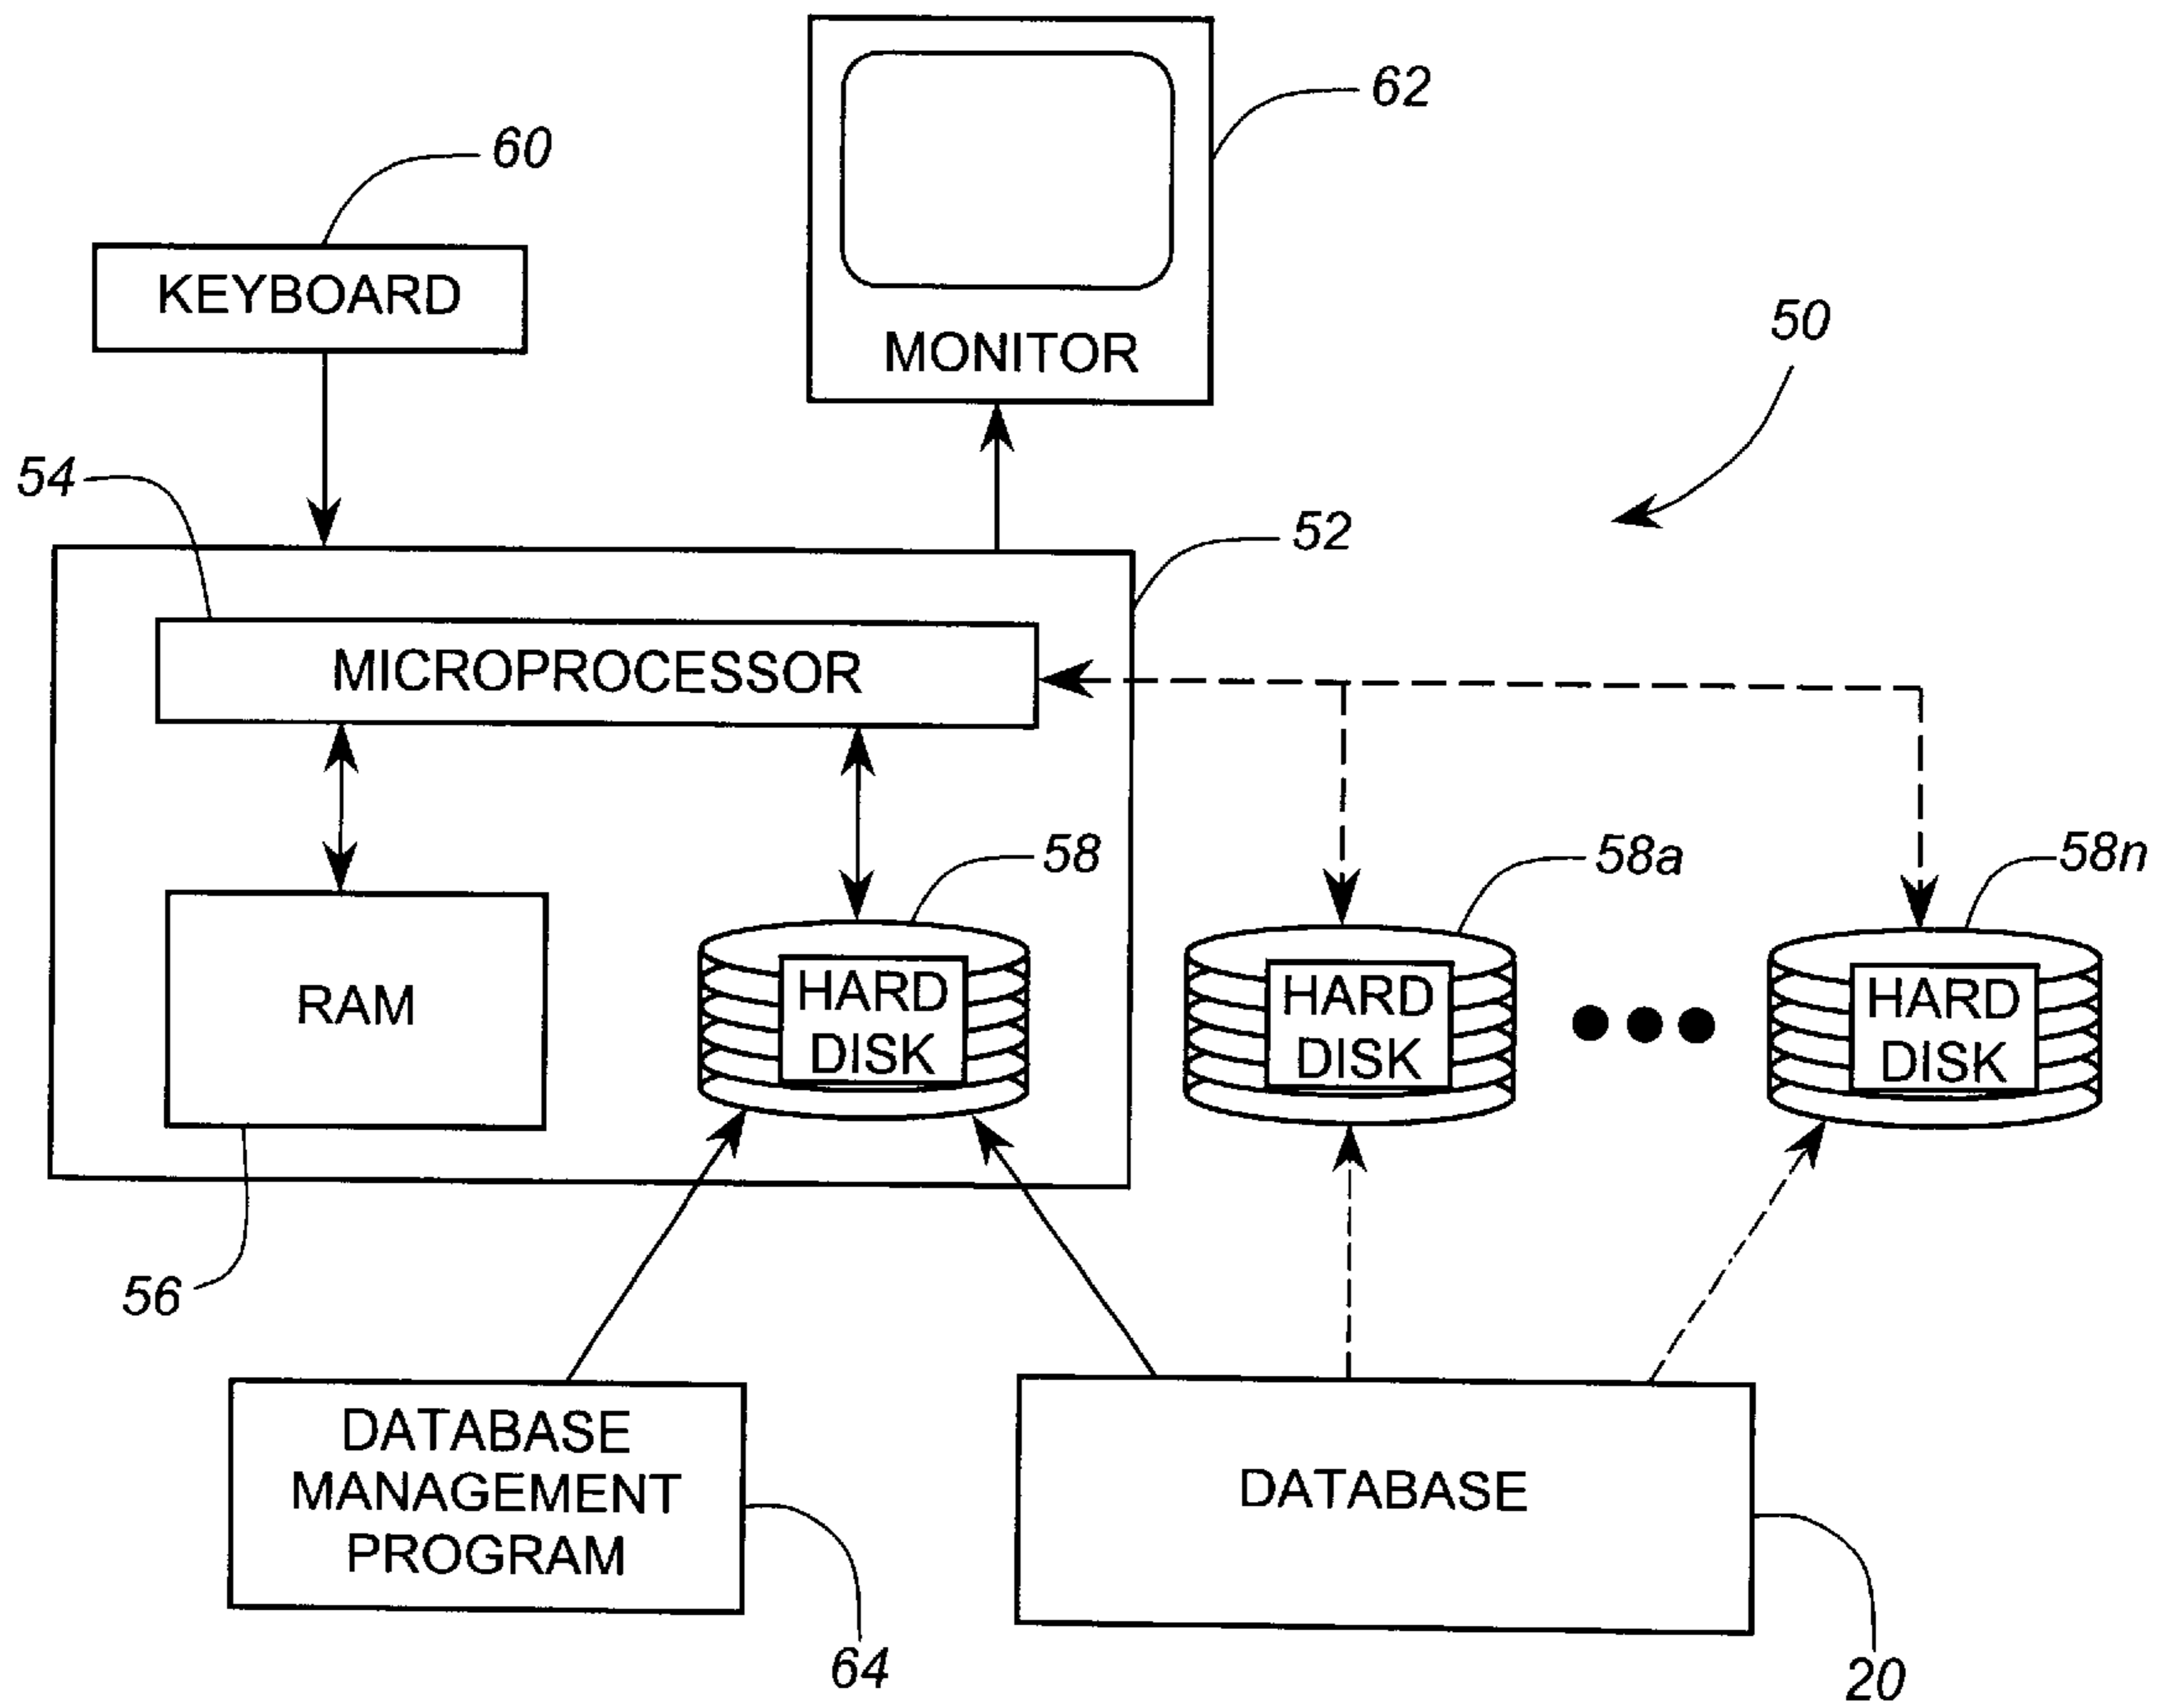 62
60
KEYBOARD
MONITOR
50
54
52
MICROPROCESSOR
58
58a
58n
RAM
HARD
DISK
HARD
DISK
HARD
DISK
56
DATABASE
MANAGEMENT
PROGRAM
DATABASE
64
20